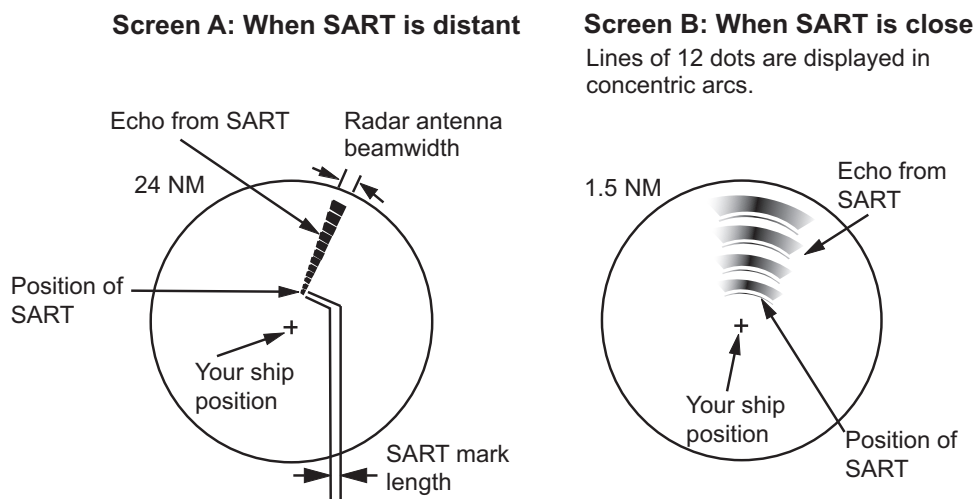 Screen A: When SART is distant
Echo from SART
Radar antenna
beamwidth
24 NM
Position of
SART
Your ship
position
SART mark
length
Screen B: When SART is close
Lines of 12 dots are displayed in
concentric arcs.
1.5 NM
Echo from
SART
Your ship
position
Position of
SART